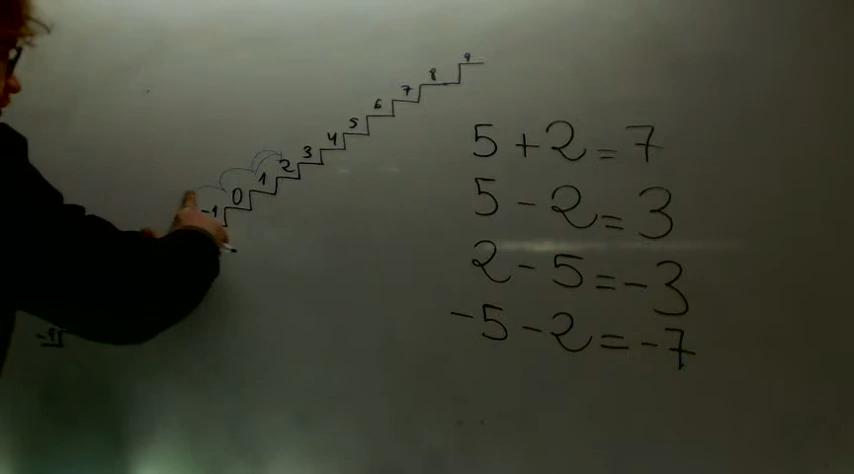 9
8
7
6
5
4
3
2
1
0
-1
5 + 2 = 7
5 - 2 = 3
2 - 5 = - 3
- 5 - 2 = - 7